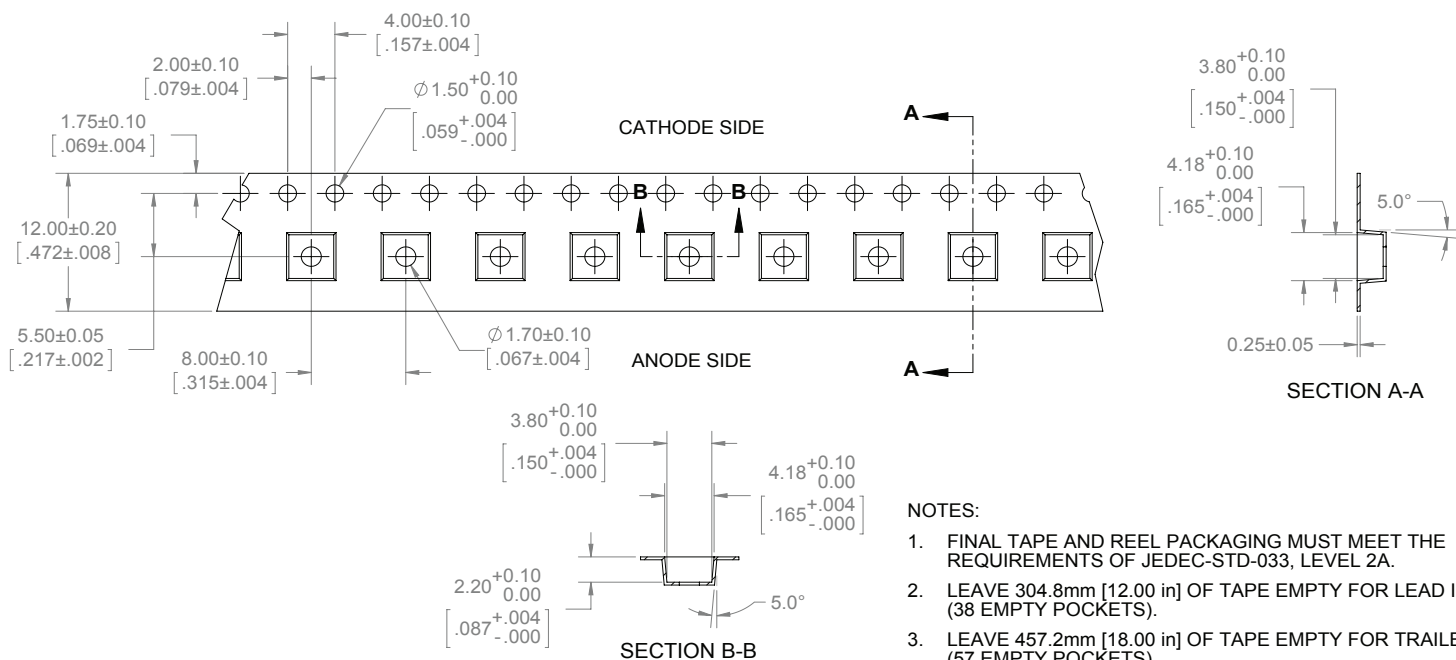 4.00±0.10
[.157±.004]
2.00±0.10
[.079±.004]
⌀1.50 +0.10 0.00
[.059 +.004 -.000]
1.75±0.10
[.069±.004]
CATHODE SIDE
A
B B
12.00±0.20
[.472±.008]
5.50±0.05
[.217±.002]
8.00±0.10
[.315±.004]
⌀1.70±0.10
[.067±.004]
ANODE SIDE
A
3.80 +0.10 0.00
[.150 +.004 -.000]
4.18 +0.10 0.00
[.165 +.004 -.000]
5.0°
0.25±0.05
SECTION A-A
3.80 +0.10 0.00
[.150 +.004 -.000]
4.18 +0.10 0.00
[.165 +.004 -.000]
2.20 +0.10 0.00
[.087 +.004 -.000]
5.0°
SECTION B-B
NOTES:
1. FINAL TAPE AND REEL PACKAGING MUST MEET THE
REQUIREMENTS OF JEDEC-STD-033, LEVEL 2A.
2. LEAVE 304.8mm [12.00 in] OF TAPE EMPTY FOR LEAD
(38 EMPTY POCKETS).
3. LEAVE 457.2mm [18.00 in] OF TAPE EMPTY FOR
(57 EMPTY POCKETS)